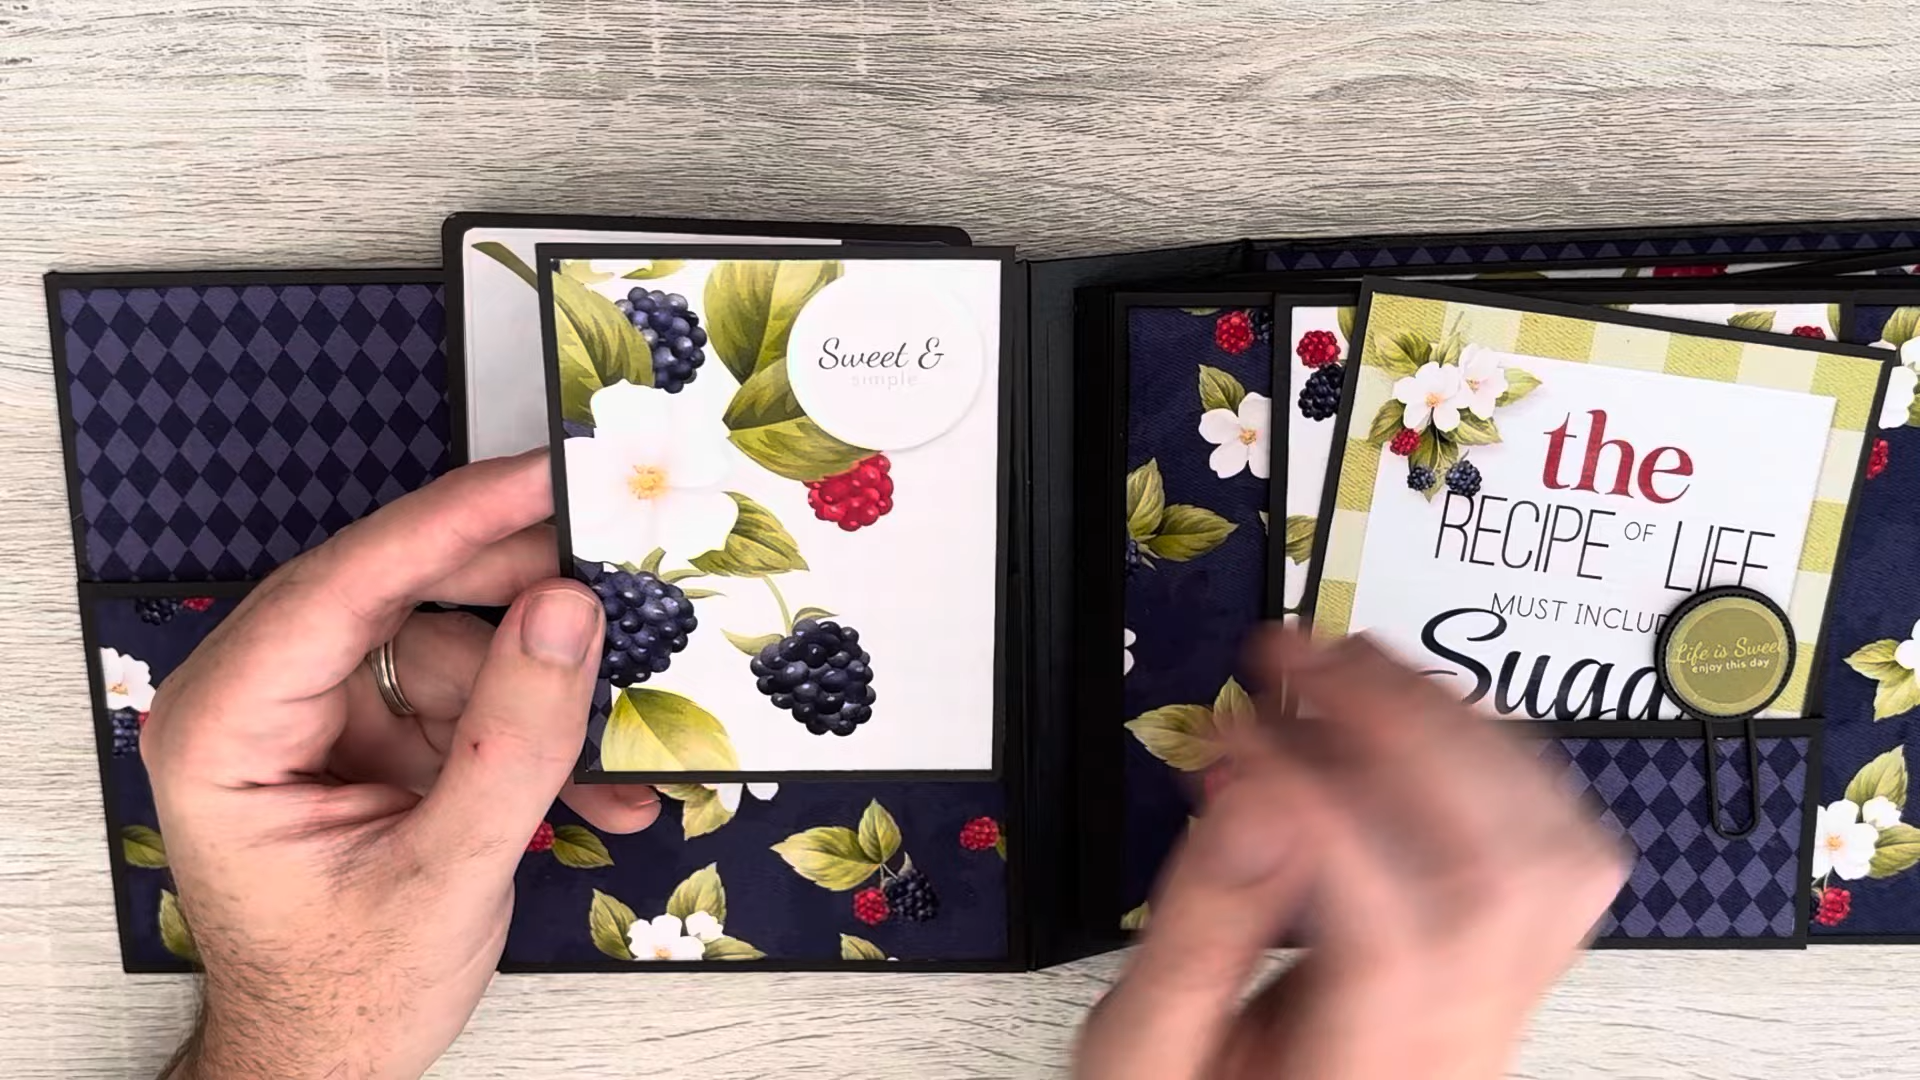 Sweet &
simple
the
RECIPE OF LIFE
MUST INCLUD
Suga
Life is Sweet
enjoy this day